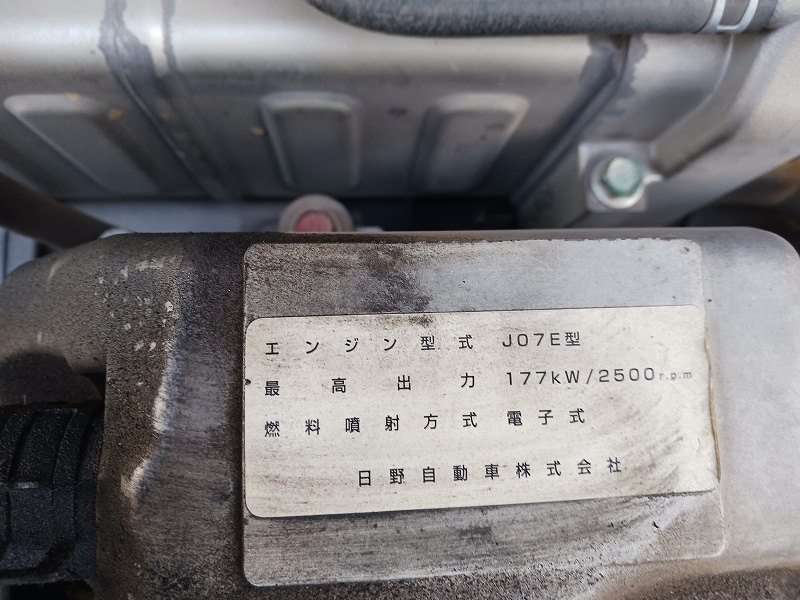 エンジン型式 J07E型
最高出力 177kW/2500r.p.m
燃料噴射方式 電子式
日野自動車株式会社